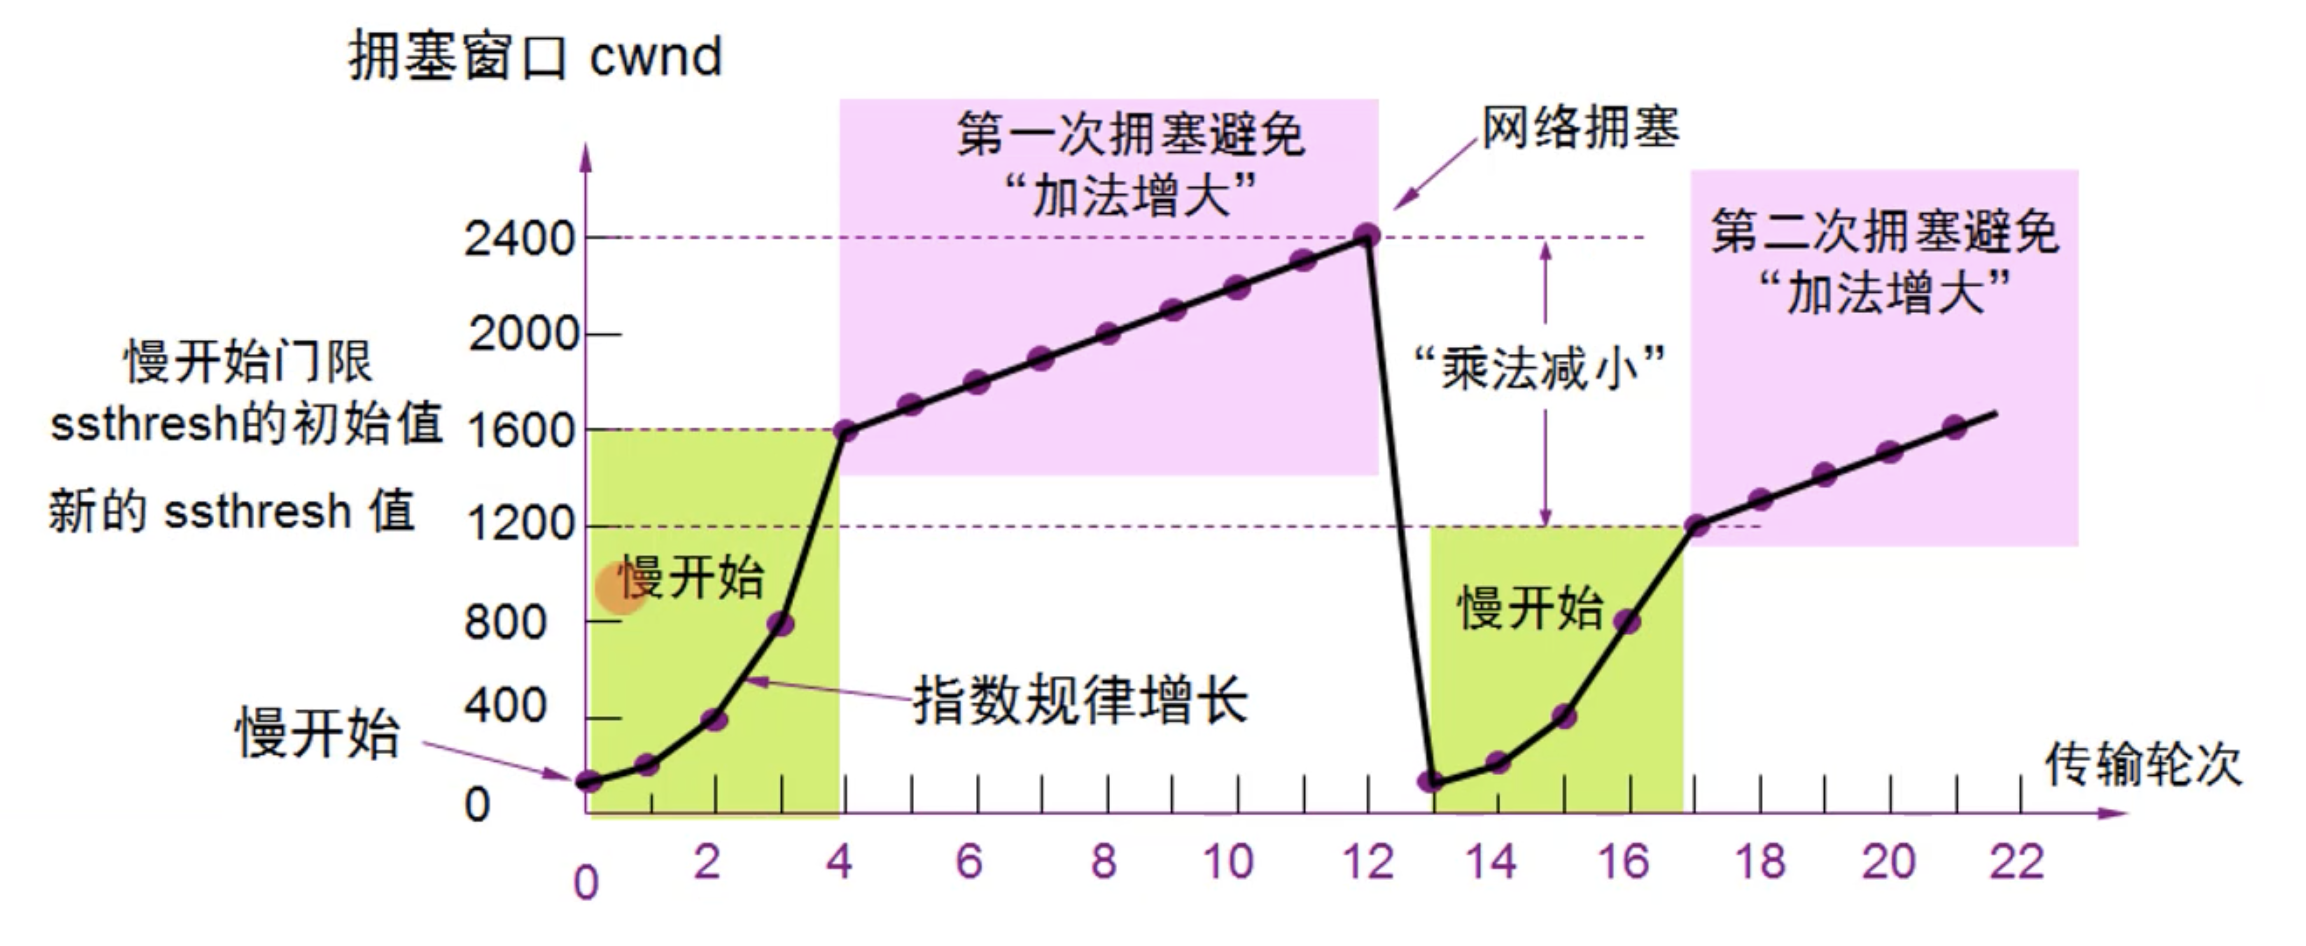 拥塞窗口 cwnd
第一次拥塞避免
“加法增大”
网络拥塞
第二次拥塞避免
“加法增大”
2400
2000
“乘法减小”
慢开始门限
ssthresh的初始值
1600
新的 ssthresh 值
1200
慢开始
慢开始
800
指数规律增长
400
慢开始
0
传输轮次
0 2 4 6 8 10 12 14 16 18 20 22